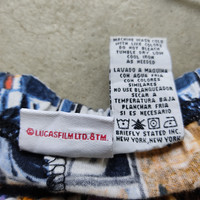 MACHINE WASH COLD
WITH LIKE COLORS
DO NOT BLEACH
TUMBLE DRY LOW
COOL IRON
AS NEEDED
LAVADO A MAQUINA
CON AGUA FRIA
CON COLORES
SIMILARES
NO USE BLANQUEADOR
SECAR A
TEMPERATURA BAJA
PLANCHAR FRIA
SI ES NECESARIO
BRIEFLY STATED INC.
NEW YORK, NEW YORK
© LUCASFILM LTD. & TM.